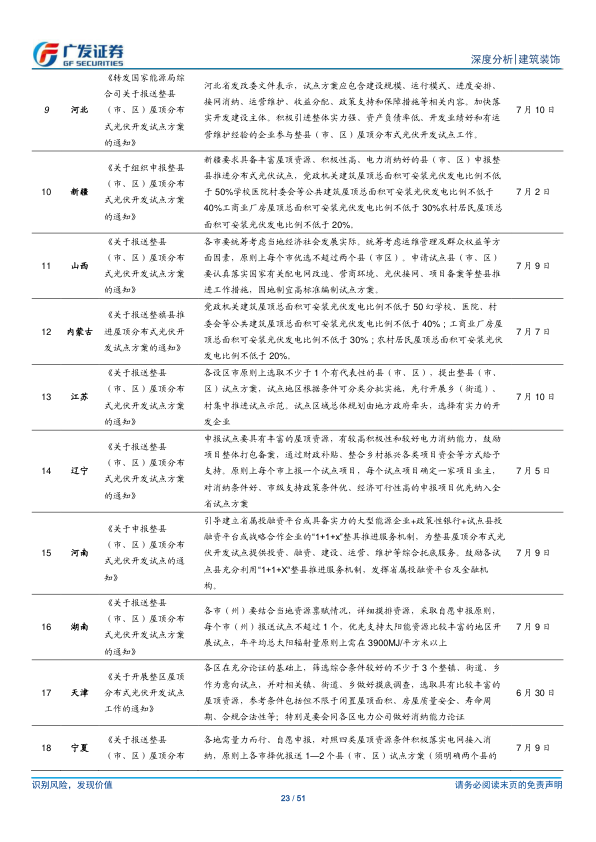 广发证券
GF SECURITIES
深度分析|建筑装饰
《转发国家能源局综
合司关于报送整县
（市、区）屋顶分布
式光伏开发试点方案
的通知》
9
河北
河北省发改委文件表示，试点方案应包含建设规模、运行模式、进度安排、
接网消纳、运营维护、收益分配、政策支持和保障措施等相关内容。加快落
实开发建设主体。积极引进整体实力强、资产负债率低、开发业绩好和有运
营维护经验的企业参与整县（市、区）屋顶分布式光伏开发试点工作。
7 月 10 日
10
新疆
《关于组织申报整县
（市、区）屋顶分布
式光伏开发试点方案
的通知》
新疆要求具备丰富屋顶资源、积极性高、电力消纳好的县（市、区）申报整
县推进分布式光伏试点，党政机关建筑屋顶总面积可安装光伏发电比例不低
于 50%学校医院村委会等公共建筑屋顶总面积可安装光伏发电比例不低于
40%工商业厂房屋顶总面积可安装光伏发电比例不低于 30%农村居民屋顶总
面积可安装光伏发电比例不低于 20%。
7 月 2 日
11
山西
《关于报送整县
（市、区）屋顶分布
式光伏开发试点方案
的通知》
各市要统筹考虑当地经济社会发展实际，统筹考虑运维管理及群众权益等方
面因素，原则上每个市优选不超过两个县（市区）。申请试点县（市、区）
要认真落实国家有关配电网改造、营商环境、光伏接网、项目备案等整县推
进工作措施，因地制宜高标准编制试点方案。
7 月 9 日
12
内蒙古
《关于报送整旗县推
进屋顶分布式光伏开
发试点方案的通知》
党政机关建筑屋顶总面积可安装光伏发电比例不低于 50 幼学校、医院、村
委会等公共建筑屋顶总面积可安装光伏发电比例不低于 40%；工商业厂房屋
顶总面积可安装光伏发电比例不低于 30%；农村居民屋顶总面积可安装光伏
发电比例不低于 20%。
7 月 7 日
13
江苏
《关于报送整县
（市、区）屋顶分布
式光伏开发试点方案
的通知》
各设区市原则上选取不少于 1 个有代表性的县（市、区），提出整县（市、
区）试点方案，试点地区根据条件可分类分批实施，先行开展乡（街道）、
村集中推进试点示范。试点区域总体规划由地方政府牵头，选择有实力的开
发企业
7 月 10 日
14
辽宁
《关于报送整县
（市、区）屋顶分布
式光伏开发试点方案
的通知》
申报试点要具有丰富的屋顶资源，有较高积极性和较好电力消纳能力，鼓励
项目整体打包备案，通过财政补贴、整合乡村振兴各类项目资金等方式给予
支持。原则上每个市上报一个试点项目，每个试点项目确定一家项目业主，
对消纳条件好、市级支持政策条件优、经济可行性高的申报项目优先纳入全
省试点方案
7 月 5 日
15
河南
《关于申报整县
（市、区）屋顶分布
式光伏开发试点的通
知》
引导建立省属投融资平台或具备实力的大型能源企业+政策性银行+试点县投
融资平台或战略合作企业的“1+1+x”整具推进服务机制，为整县屋顶分布式光
伏开发试点提供投资、融资、建设、运营、维护等综合托底服务。鼓励各试
点县充分利用“1+1+X”整县推进服务机制，发挥省属投融资平台及金融机
构。
7 月 9 日
16
湖南
《关于报送整县
（市、区）屋顶分布
式光伏开发试点方案
的通知》
各市（州）要结合当地资源禀赋情况，详细摸排资源，采取自愿申报原则，
每个市（州）报送试点不超过 1 个，优先支持太阳能资源比较丰富的地区开
展试点，年平均总太阳辐射量原则上需在 3900MJ/平方米以上
7 月 9 日
17
天津
《关于开展整区屋顶
分布式光伏开发试点
工作的通知》
各区在充分论证的基础上，筛选综合条件较好的不少于 3 个整镇、街道、乡
作为意向试点，并对相关镇、街道、乡做好摸底调查，选取具有比较丰富的
屋顶资源，参考条件包括但不限于闲置屋顶面积、房屋质量安全、寿命周
期、合规合法性等；特别是要会同各区电力公司做好消纳能力论证
6 月 30 日
18
宁夏
《关于报送整县
（市、区）屋顶分布
各地需量力而行、自愿申报，对照四类屋顶资源条件积极落实电网接入消
纳，原则上各市择优报送 1—2 个县（市、区）试点方案（须明确两个县的
7 月 9 日
识别风险，发现价值
请务必阅读末页的免责声明
23 / 51